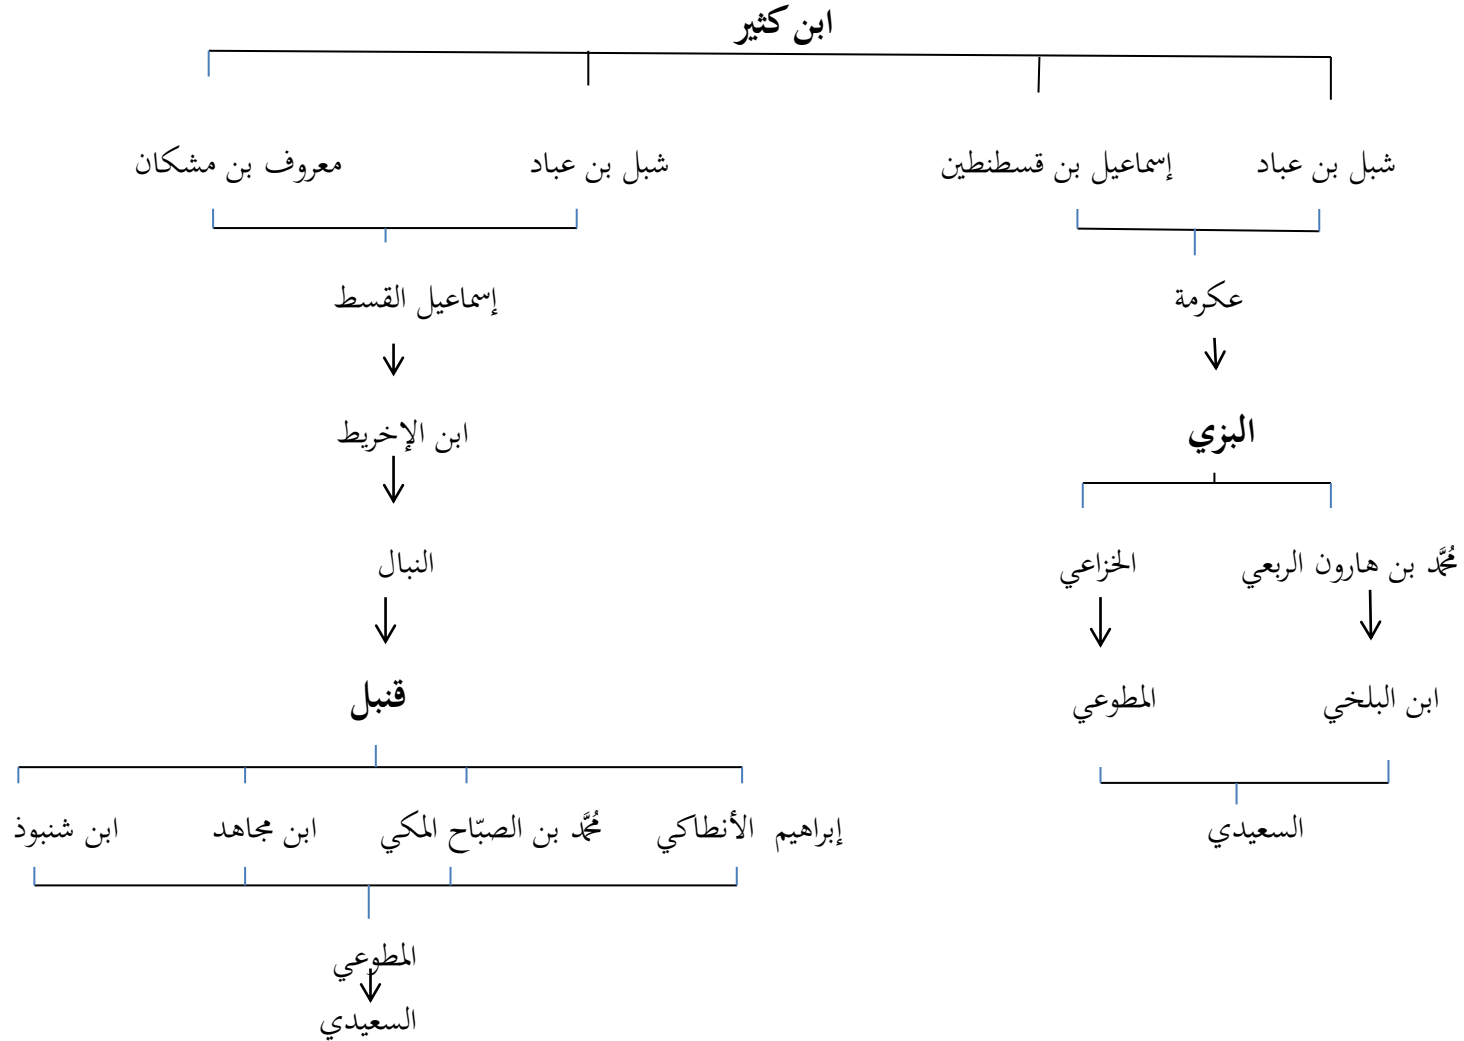 ابن كثير
شبل بن عباد إسماعيل بن قسطنطين شبل بن عباد معروف بن مشكان
عكرمة إسماعيل القسط
البزي ابن الإخريط
مُحَّد بن هارون الربعي الخزاعي النبال
ابن البلخي المطوعي قنبل
السعيدي إبراهيم الأنطاكي مُحَّد بن الصبّاح المكي ابن مجاهد ابن شنبوذ
المطوعي
السعيدي